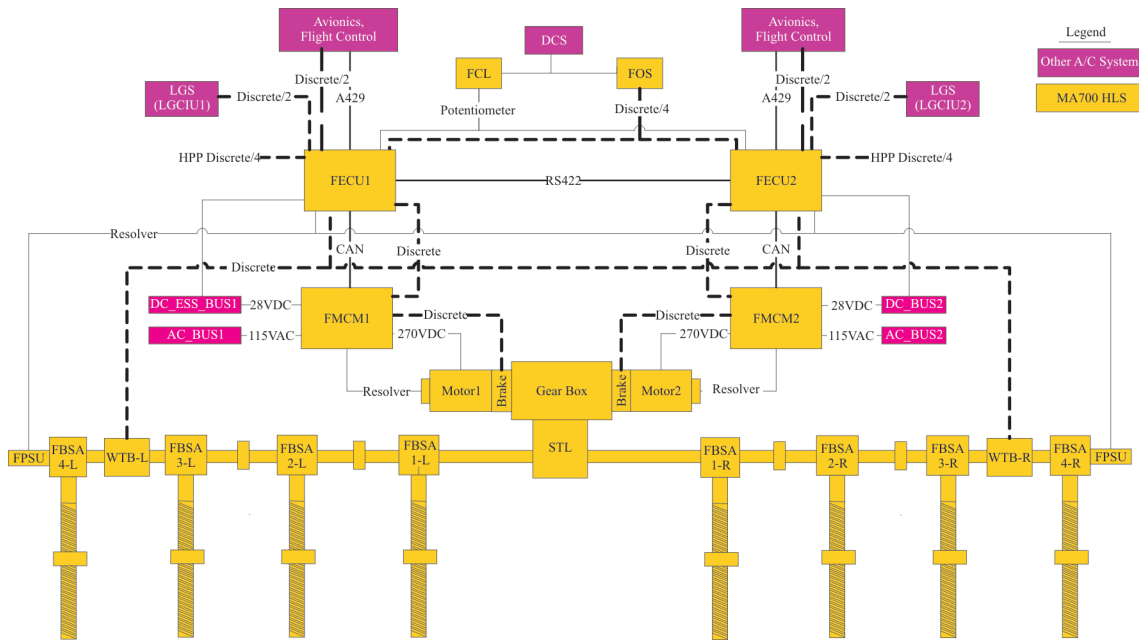 Avionics,
Flight Control
DCS
Avionics,
Flight Control
Legend
Other A/C System
MA700 HLS
FCL
FOS
LGS
(LGCIU1)
Discrete/2
Discrete/2
A429
Potentiometer
Discrete/4
A429
Discrete/2
Discrete/2
LGS
(LGCIU2)
HPP Discrete/4
FECU1
RS422
FECU2
HPP Discrete/4
Resolver
CAN
Discrete
Discrete
CAN
Discrete
DC_ESS_BUS1
28VDC
FMCM1
Discrete
Discrete
FMCM2
28VDC
DC_BUS2
AC_BUS1
115VAC
270VDC
270VDC
115VAC
AC_BUS2
Resolver
Motor1
Brake
Gear Box
Brake
Motor2
Resolver
STL
FPSU
FBSA
4-L
WTB-L
FBSA
3-L
FBSA
2-L
FBSA
1-L
FBSA
1-R
FBSA
2-R
FBSA
3-R
WTB-R
FBSA
4-R
FPSU